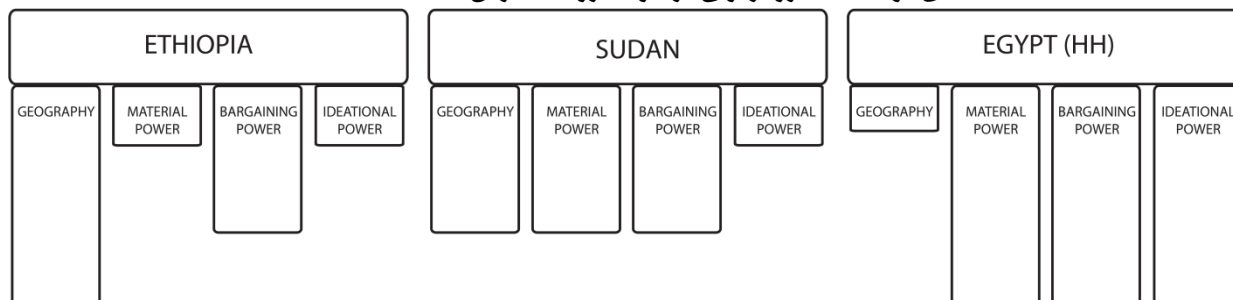 ETHIOPIA
SUDAN
EGYPT (HH)
GEOGRAPHY
MATERIAL
POWER
BARGAINING
POWER
IDEATIONAL
POWER
GEOGRAPHY
MATERIAL
POWER
BARGAINING
POWER
IDEATIONAL
POWER
GEOGRAPHY
MATERIAL
POWER
BARGAINING
POWER
IDEATIONAL
POWER